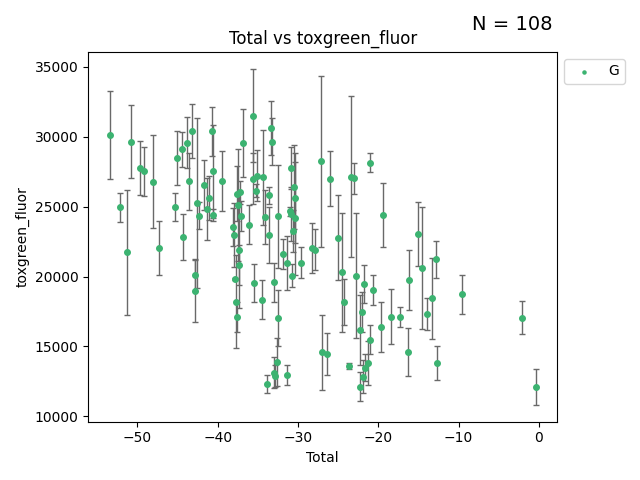 N = 108
Total vs toxgreen_fluor
G
35000
30000
25000
20000
15000
10000
toxgreen_fluor
−50 −40 −30 −20 −10 0
Total